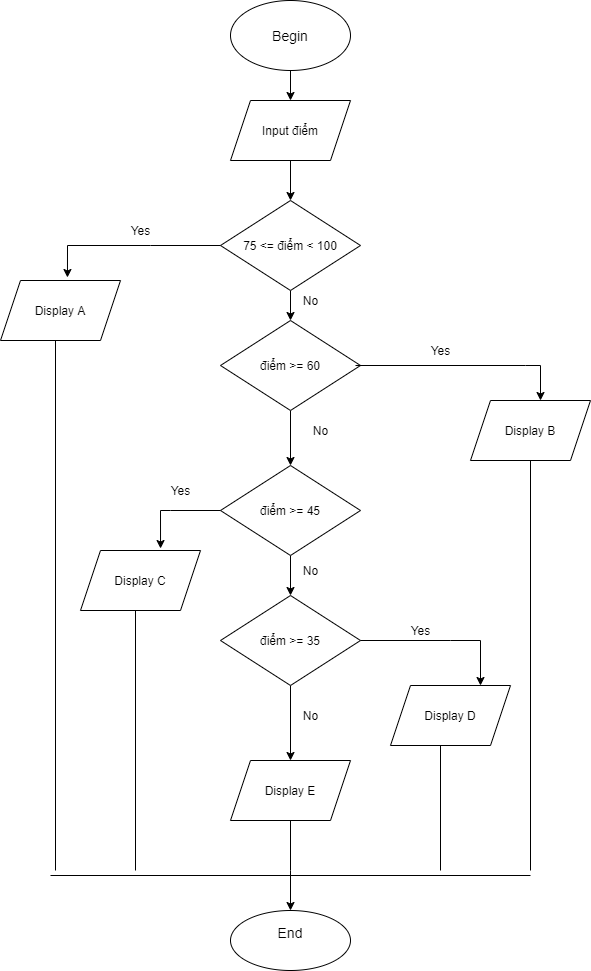 Begin
Input điểm
75 <= điểm < 100
Yes
Display A
No
điểm >= 60
Yes
Display B
No
điểm >= 45
Yes
Display C
No
điểm >= 35
Yes
Display D
No
Display E
End